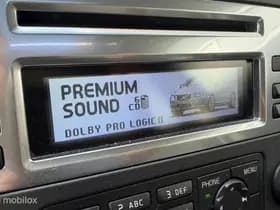 PREMIUM
SOUND 6 CD
DOLBY PRO LOGIC II
MENU
PHONE
2 ABC
3 DEF
mobilox